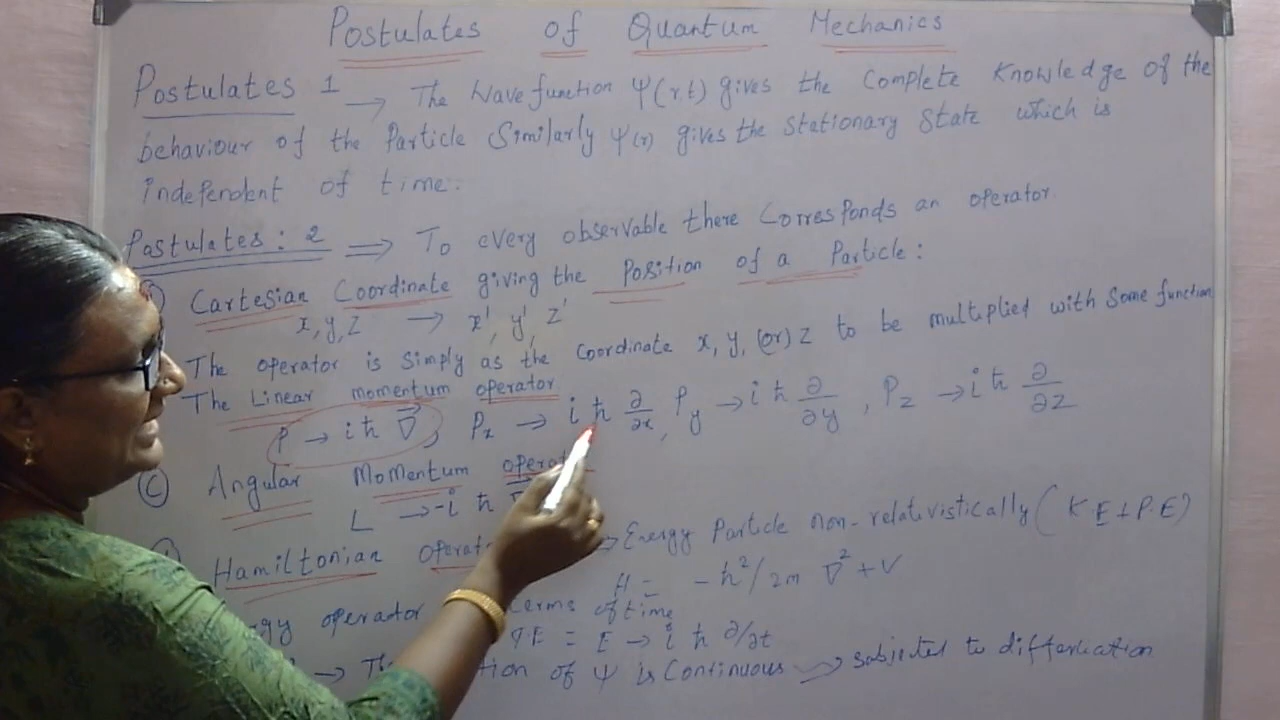 Postulates of Quantum Mechanics
Postulates 1 → The Wavefunction ψ(r,t) gives the Complete Knowledge of the
behaviour of the Particle Similarly ψ(r) gives the Stationary State which is
independent of time.
Postulates: 2 ⇒ To every observable there Corresponds an operator
Cartesian Coordinate giving the Position of a Particle:
x, y, z → x', y', z'
The operator is simply as the Coordinate x, y, (or) z to be multiplied with some function
The Linear momentum operator
P → iħ ∇⃗, Px → iħ ∂/∂x, Py → iħ ∂/∂y, Pz → iħ ∂/∂z
(C) Angular Momentum
L → -iħ
Hamiltonian → Energy Particle non-relativistically (K.E + P.E)
H = -ħ²/2m ∇² + V
operator terms of time
E → iħ ∂/∂t
→ of ψ is Continuous → subjected to